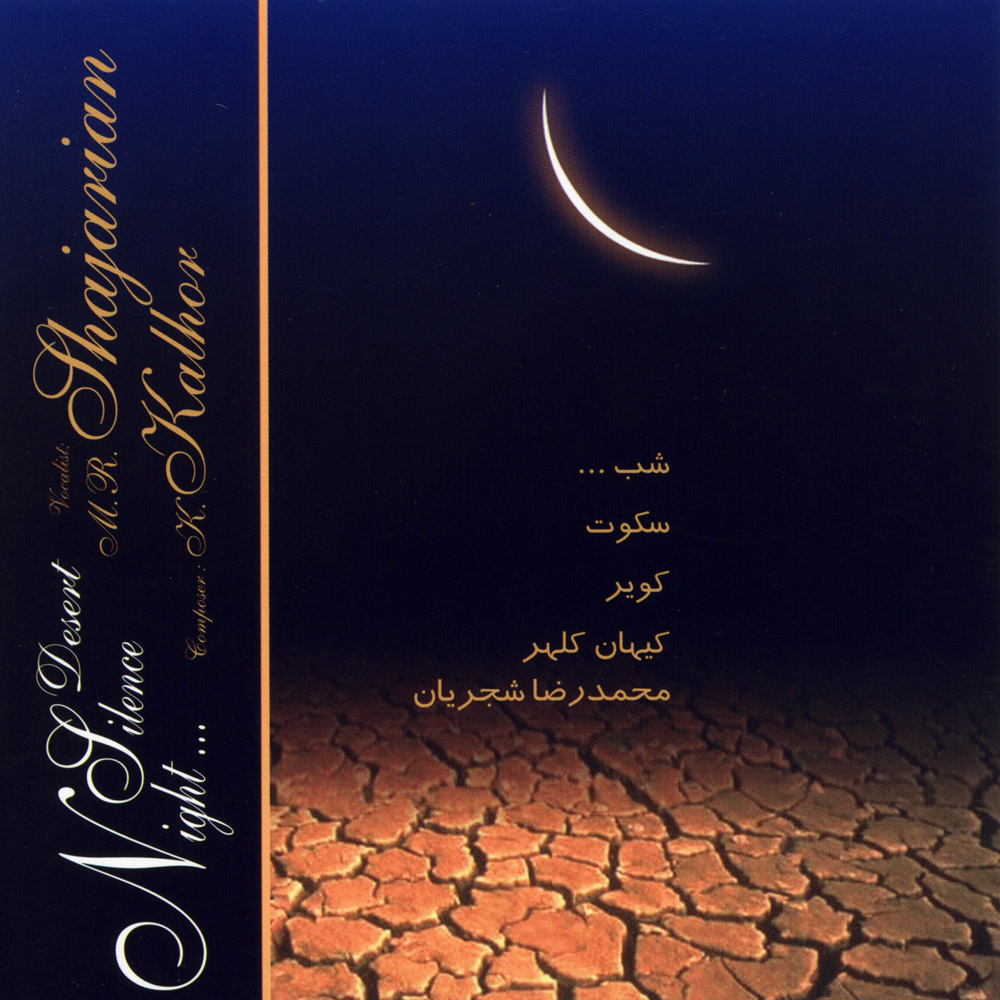 Night ...
Silence
Desert
Vocalist:
M.R. Shajarian
Composer: K. Kalhor
شب ...
سکوت
کویر
کیهان کلهر
محمدرضا شجریان